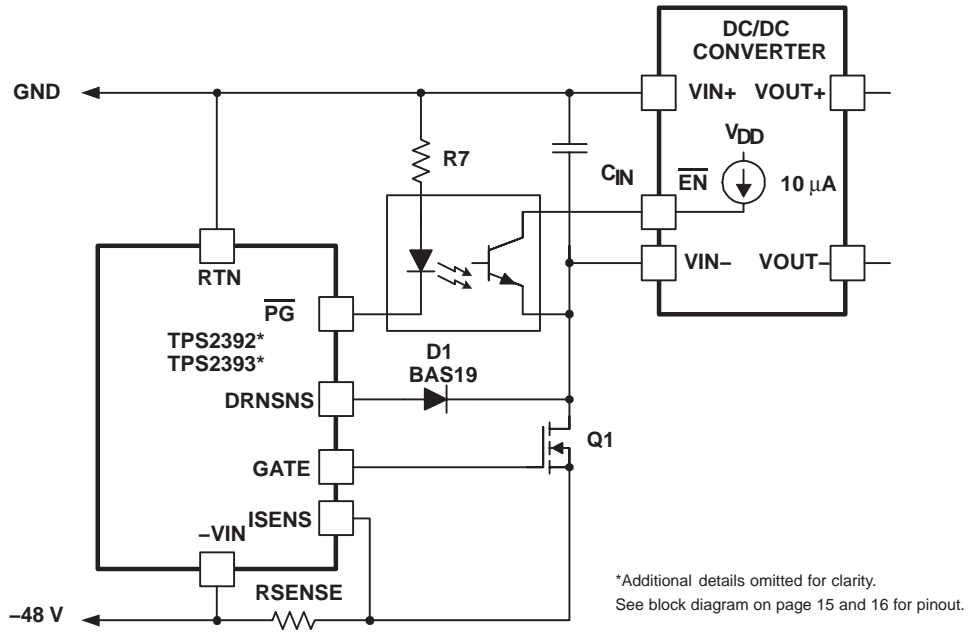 DC/DC
CONVERTER
GND
VIN+ VOUT+
R7
VDD
CIN
EN
10 μA
RTN
VIN− VOUT−
PG
TPS2392*
TPS2393*
D1
BAS19
DRNSNS
Q1
GATE
ISENS
−VIN
RSENSE
−48 V
*Additional details omitted for clarity.
See block diagram on page 15 and 16 for pinout.